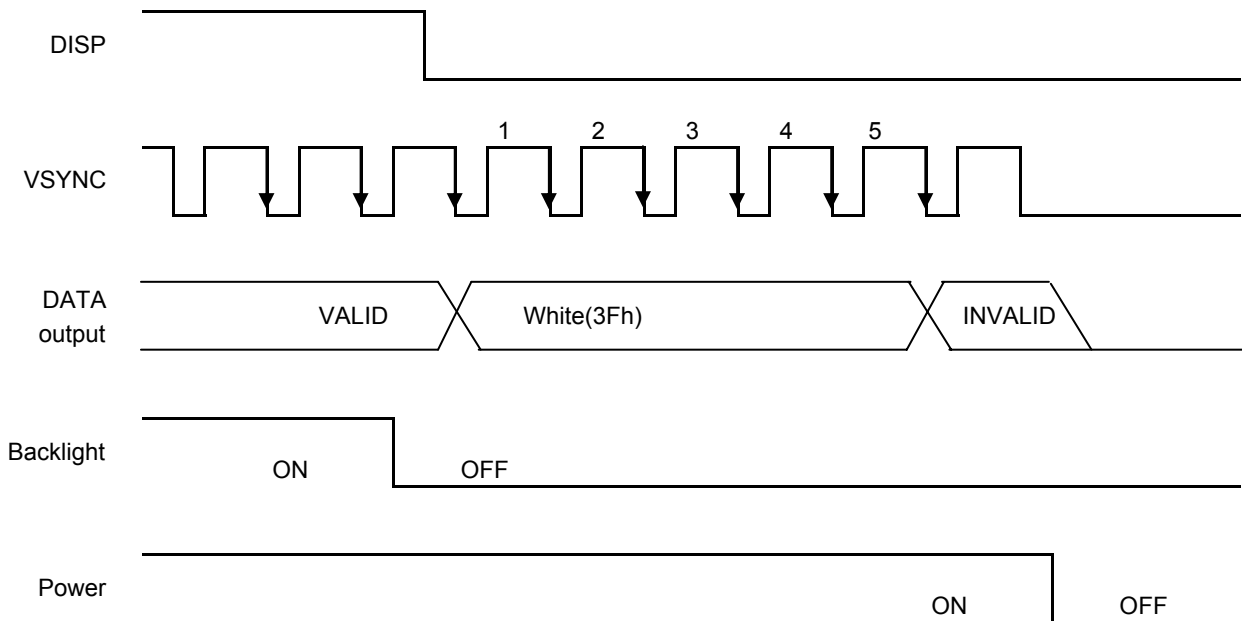 DISP
1 2 3 4 5
VSYNC
DATA
output
VALID White(3Fh) INVALID
Backlight
ON OFF
Power
ON OFF